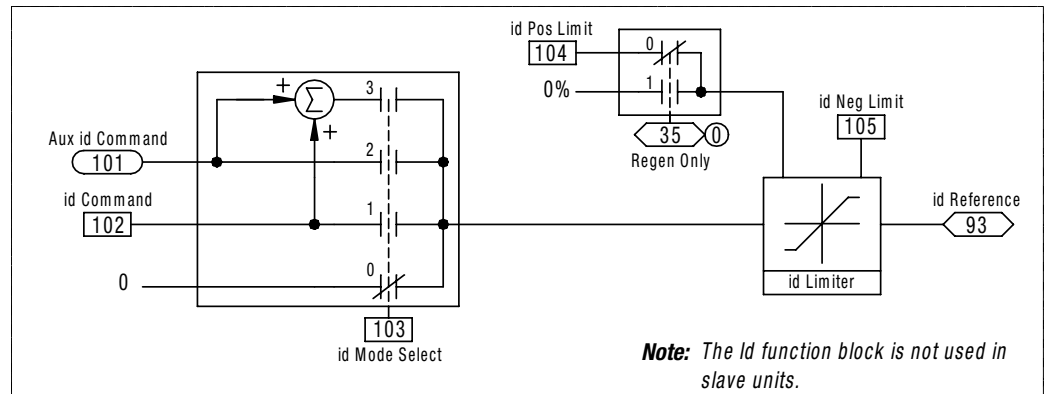 id Pos Limit
104
0
0%
1
35
0
Regen Only
id Neg Limit
105
+
Σ
+
3
Aux id Command
101
2
id Command
102
1
0
0
103
id Mode Select
id Limiter
id Reference
93
Note: The Id function block is not used in
slave units.